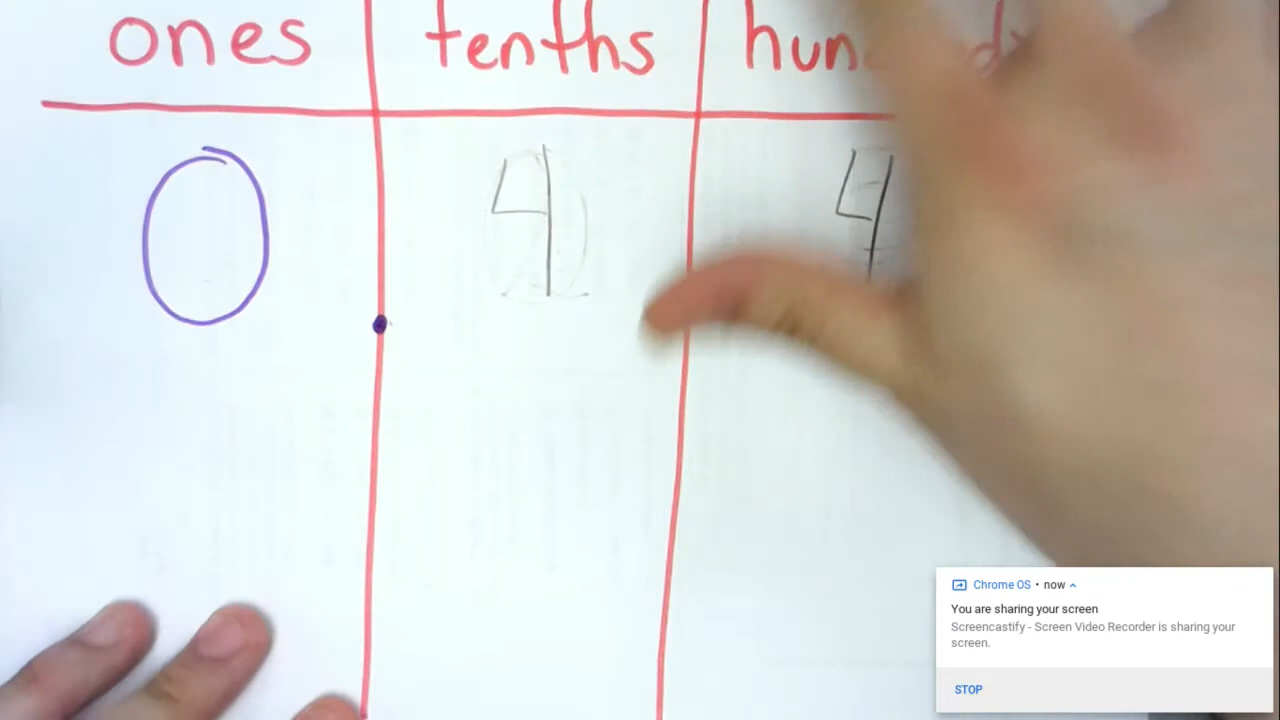 ones tenths
0 . 4 4
Chrome OS • now
You are sharing your screen
Screencastify - Screen Video Recorder is sharing your
screen.
STOP